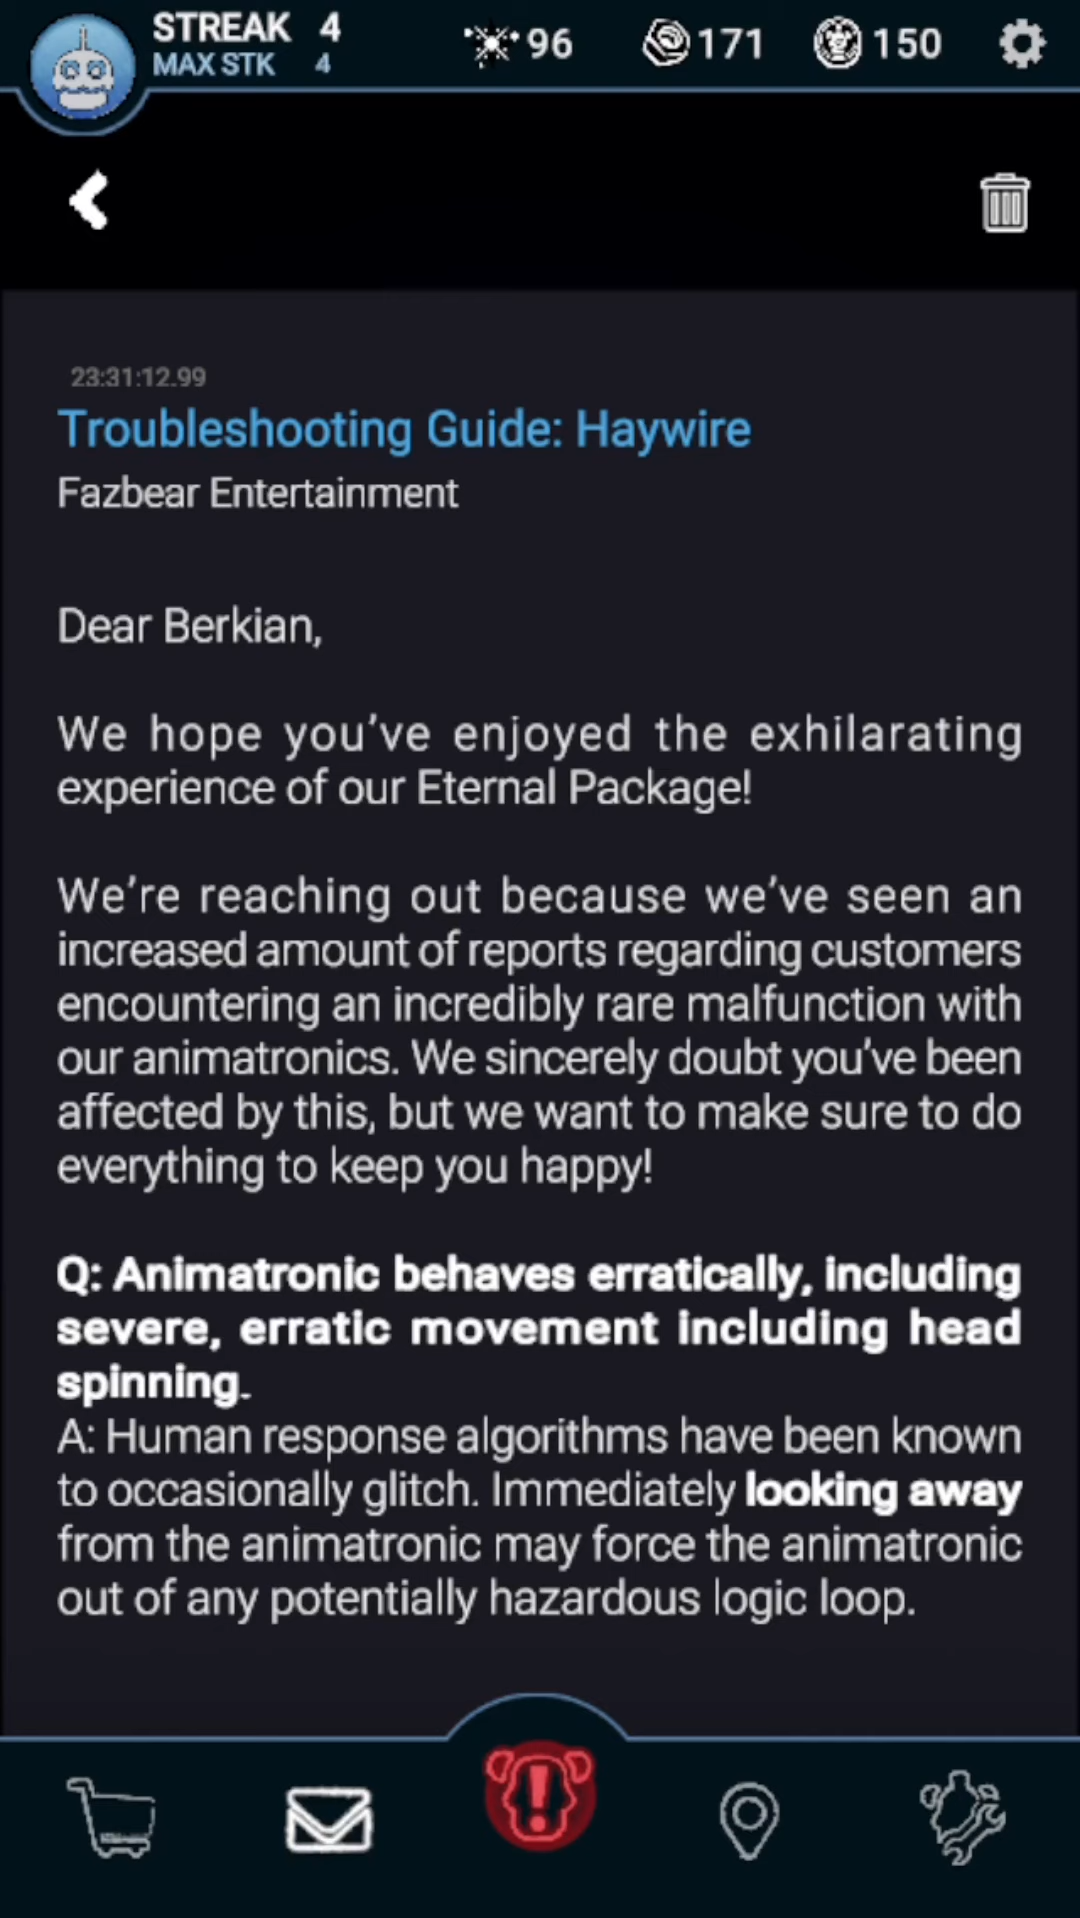 STREAK 4
MAX STK 4
96
171
150
23:31:12.99
Troubleshooting Guide: Haywire
Fazbear Entertainment
Dear Berkian,
We hope you've enjoyed the exhilarating
experience of our Eternal Package!
We're reaching out because we've seen an
increased amount of reports regarding customers
encountering an incredibly rare malfunction with
our animatronics. We sincerely doubt you've been
affected by this, but we want to make sure to do
everything to keep you happy!
Q: Animatronic behaves erratically, including
severe, erratic movement including head
spinning.
A: Human response algorithms have been known
to occasionally glitch. Immediately looking away
from the animatronic may force the animatronic
out of any potentially hazardous logic loop.